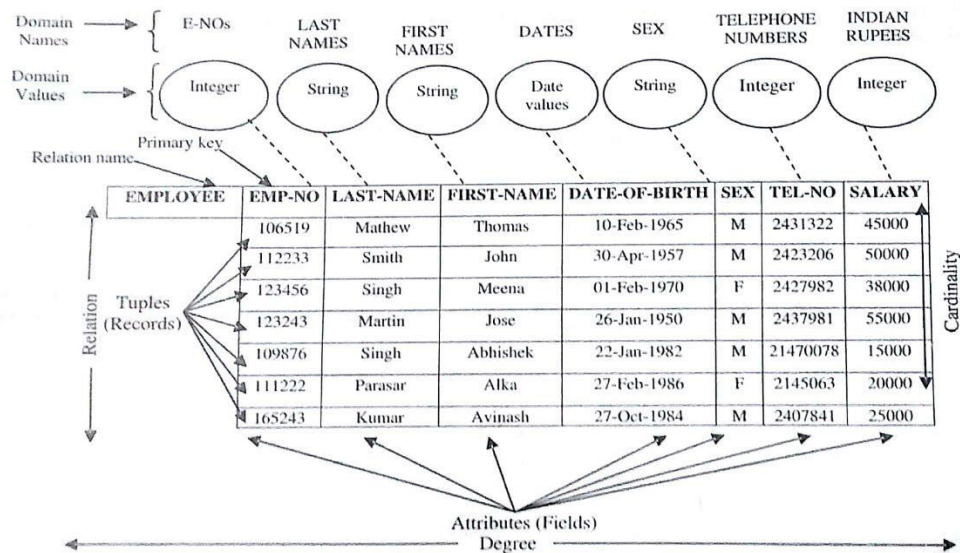 Domain Names E-NOs LAST NAMES FIRST NAMES DATES SEX TELEPHONE NUMBERS INDIAN RUPEES
Domain Values Integer String String Date values String Integer Integer
Primary key
Relation name
EMPLOYEE EMP-NO LAST-NAME FIRST-NAME DATE-OF-BIRTH SEX TEL-NO SALARY
106519 Mathew Thomas 10-Feb-1965 M 2431322 45000
112233 Smith John 30-Apr-1957 M 2423206 50000
123456 Singh Meena 01-Feb-1970 F 2427982 38000
123243 Martin Jose 26-Jan-1950 M 2437981 55000
109876 Singh Abhishek 22-Jan-1982 M 21470078 15000
111222 Parasar Alka 27-Feb-1986 F 2145063 20000
165243 Kumar Avinash 27-Oct-1984 M 2407841 25000
Relation
Tuples
(Records)
Cardinality
Attributes (Fields)
Degree